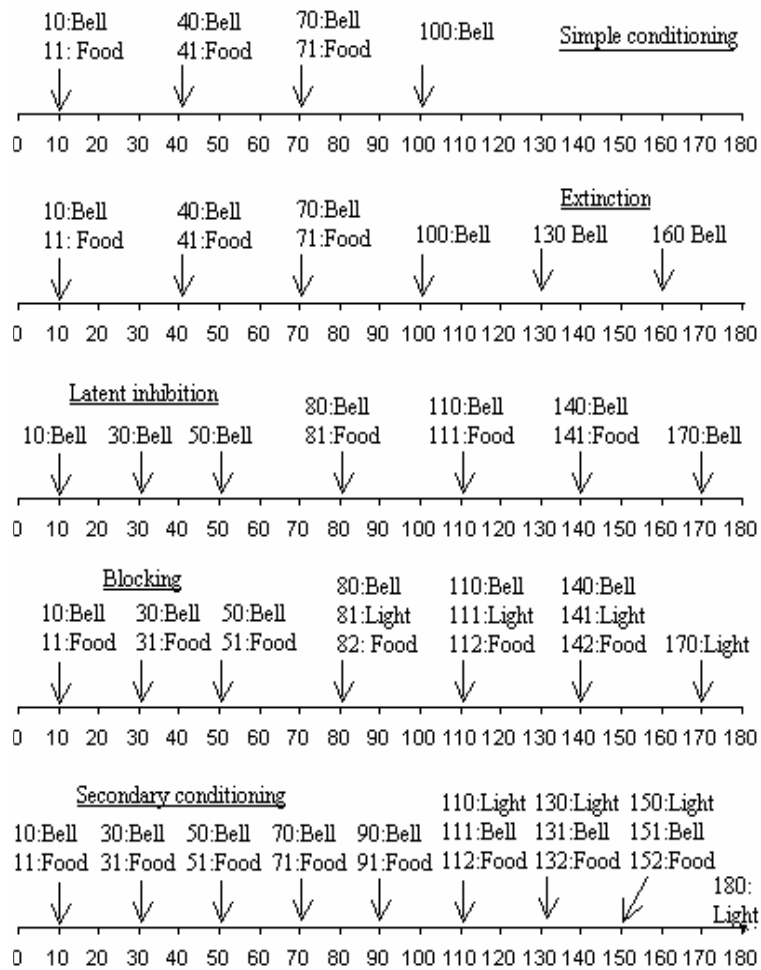 10:Bell 40:Bell 70:Bell 100:Bell Simple conditioning
11: Food 41:Food 71:Food
0 10 20 30 40 50 60 70 80 90 100 110 120 130 140 150 160 170 180
Extinction
10:Bell 40:Bell 70:Bell
11: Food 41:Food 71:Food 100:Bell 130 Bell 160 Bell
0 10 20 30 40 50 60 70 80 90 100 110 120 130 140 150 160 170 180
Latent inhibition
80:Bell 110:Bell 140:Bell
10:Bell 30:Bell 50:Bell 81:Food 111:Food 141:Food 170:Bell
0 10 20 30 40 50 60 70 80 90 100 110 120 130 140 150 160 170 180
Blocking
80:Bell 110:Bell 140:Bell
10:Bell 30:Bell 50:Bell 81:Light 111:Light 141:Light
11:Food 31:Food 51:Food 82: Food 112:Food 142:Food 170:Light
0 10 20 30 40 50 60 70 80 90 100 110 120 130 140 150 160 170 180
Secondary conditioning
110:Light 130:Light 150:Light
10:Bell 30:Bell 50:Bell 70:Bell 90:Bell 111:Bell 131:Bell 151:Bell
11:Food 31:Food 51:Food 71:Food 91:Food 112:Food 132:Food 152:Food
180:
Light
0 10 20 30 40 50 60 70 80 90 100 110 120 130 140 150 160 170 180